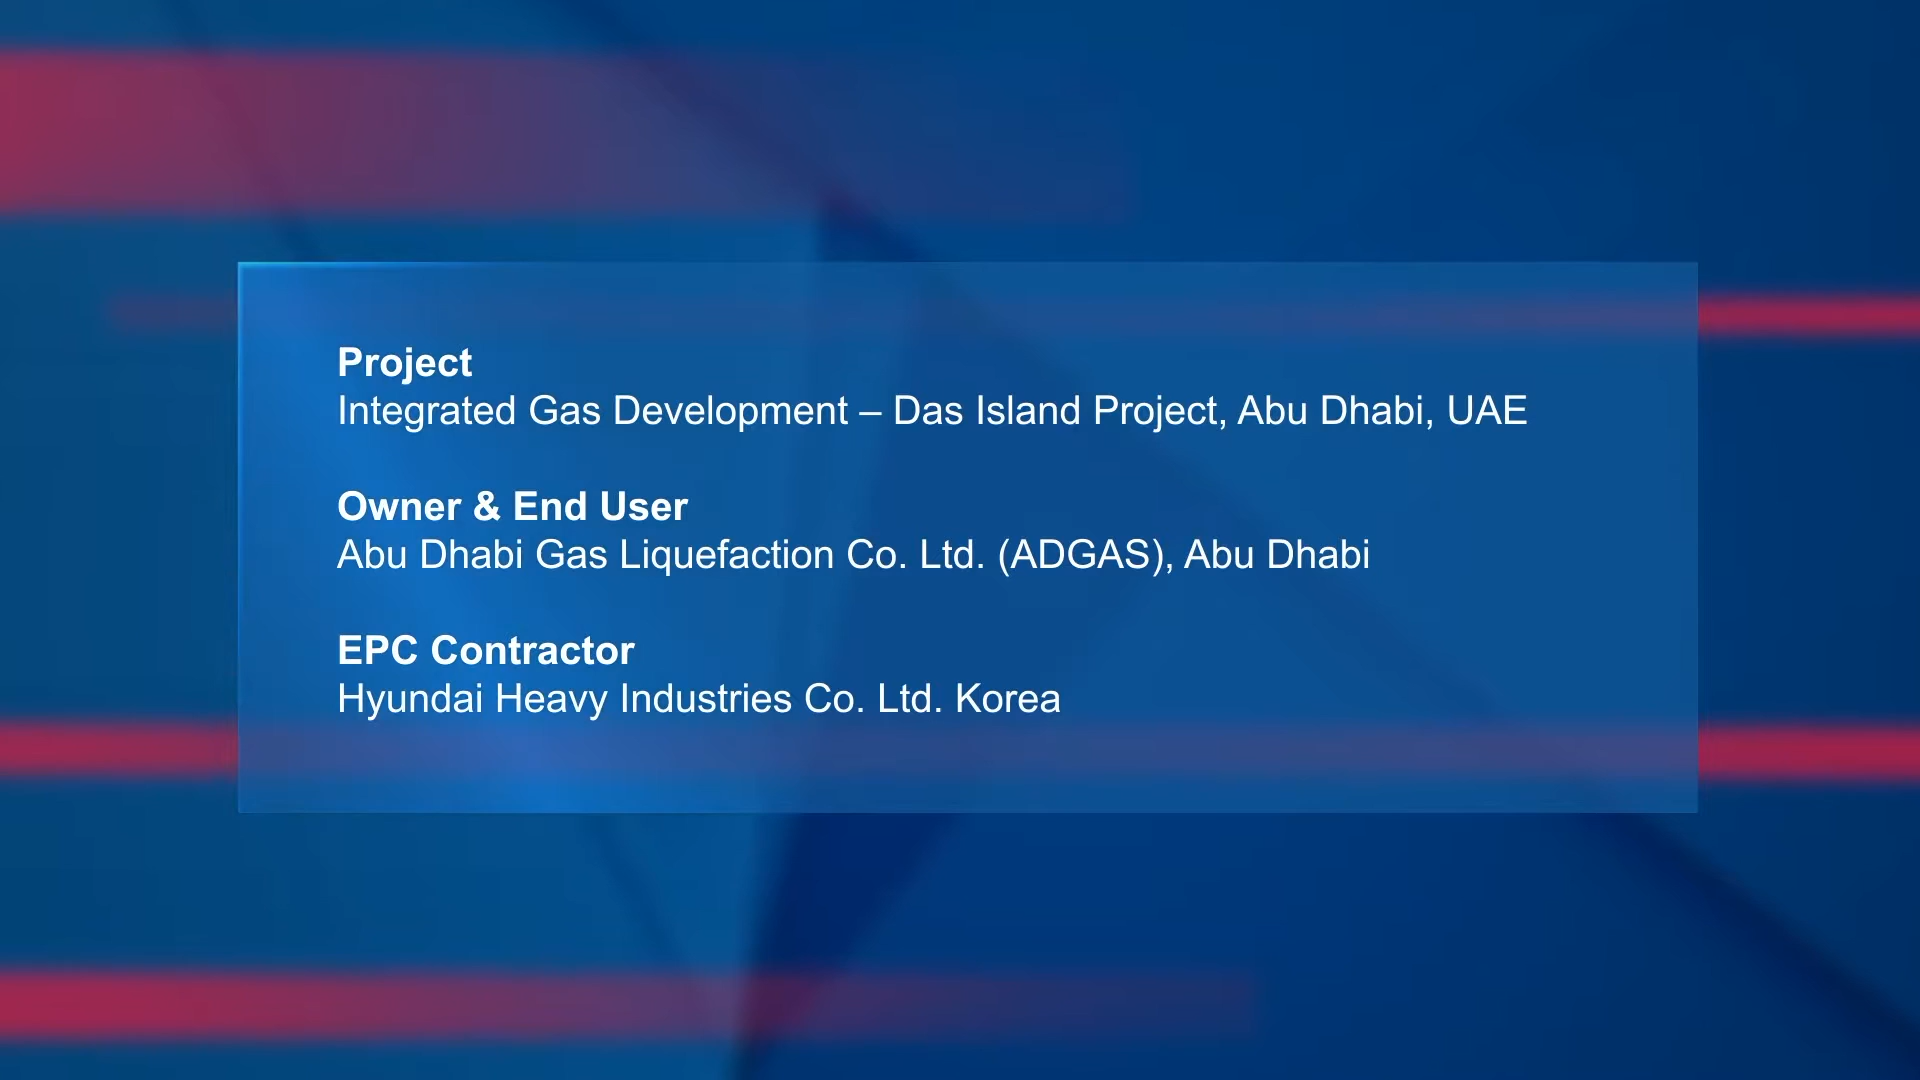 Project
Integrated Gas Development – Das Island Project, Abu Dhabi, UAE
Owner & End User
Abu Dhabi Gas Liquefaction Co. Ltd. (ADGAS), Abu Dhabi
EPC Contractor
Hyundai Heavy Industries Co. Ltd. Korea